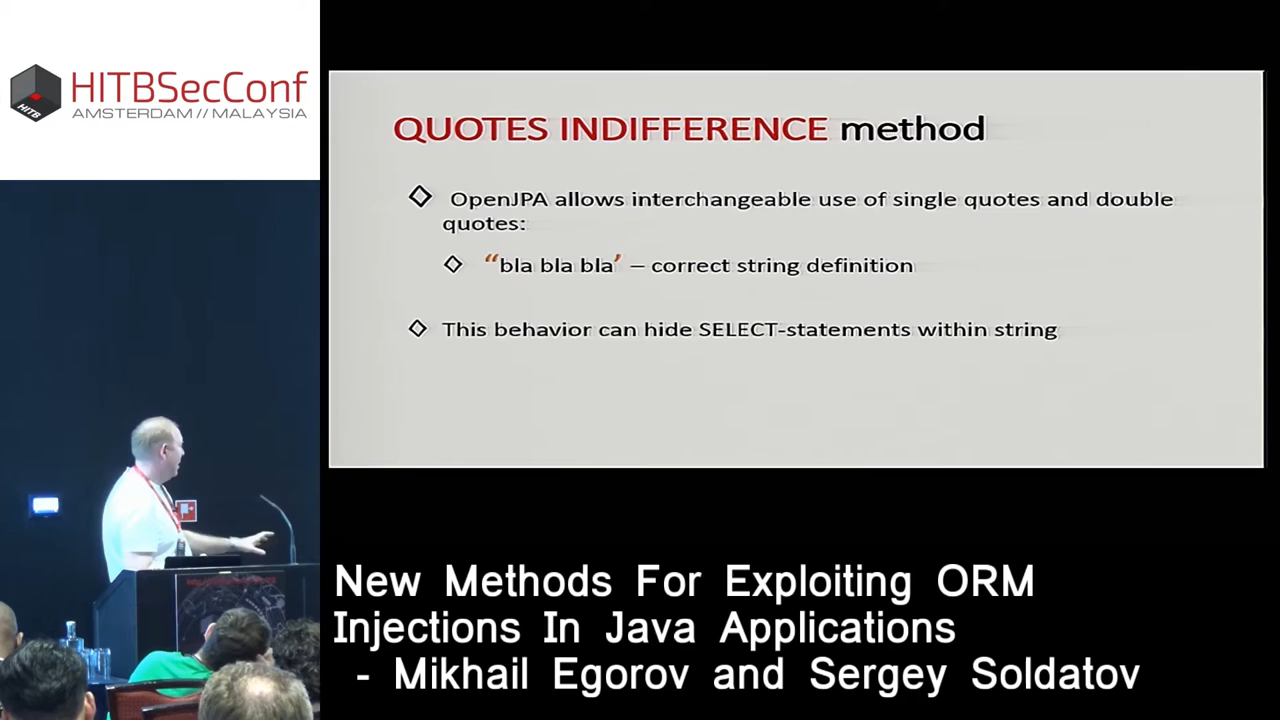 HITBSecConf
AMSTERDAM // MALAYSIA
HITB
QUOTES INDIFFERENCE method
OpenJPA allows interchangeable use of single quotes and double
quotes:
“bla bla bla’ – correct string definition
This behavior can hide SELECT-statements within string
New Methods For Exploiting ORM
Injections In Java Applications
- Mikhail Egorov and Sergey Soldatov